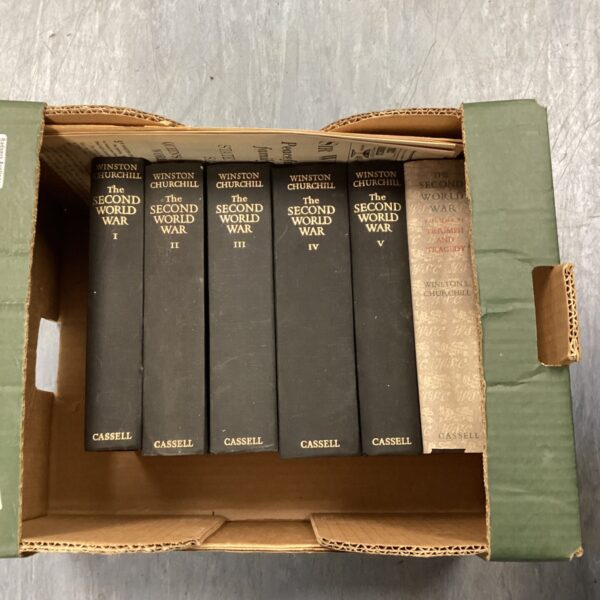 WINSTON
CHURCHILL
The
SECOND
WORLD
WAR
I
CASSELL
WINSTON
CHURCHILL
The
SECOND
WORLD
WAR
II
CASSELL
WINSTON
CHURCHILL
The
SECOND
WORLD
WAR
III
CASSELL
WINSTON
CHURCHILL
The
SECOND
WORLD
WAR
IV
CASSELL
WINSTON
CHURCHILL
The
SECOND
WORLD
WAR
V
CASSELL
THE
SECOND
WORLD
WAR
TRIUMPH
AND
TRAGEDY
WINSTON S.
CHURCHILL
CASSELL